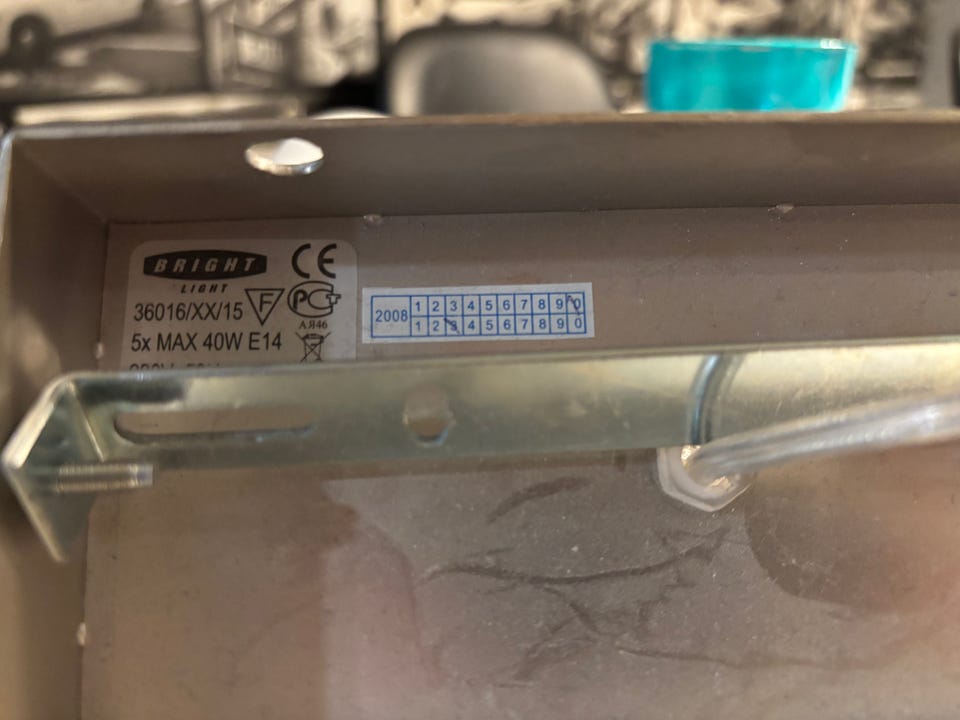 BRIGHT
LIGHT
CE
36016/XX/15 F
PCT
АЯ46
5x MAX 40W E14
2008 1 2 3 4 5 6 7 8 9 0
1 2 3 4 5 6 7 8 9 0